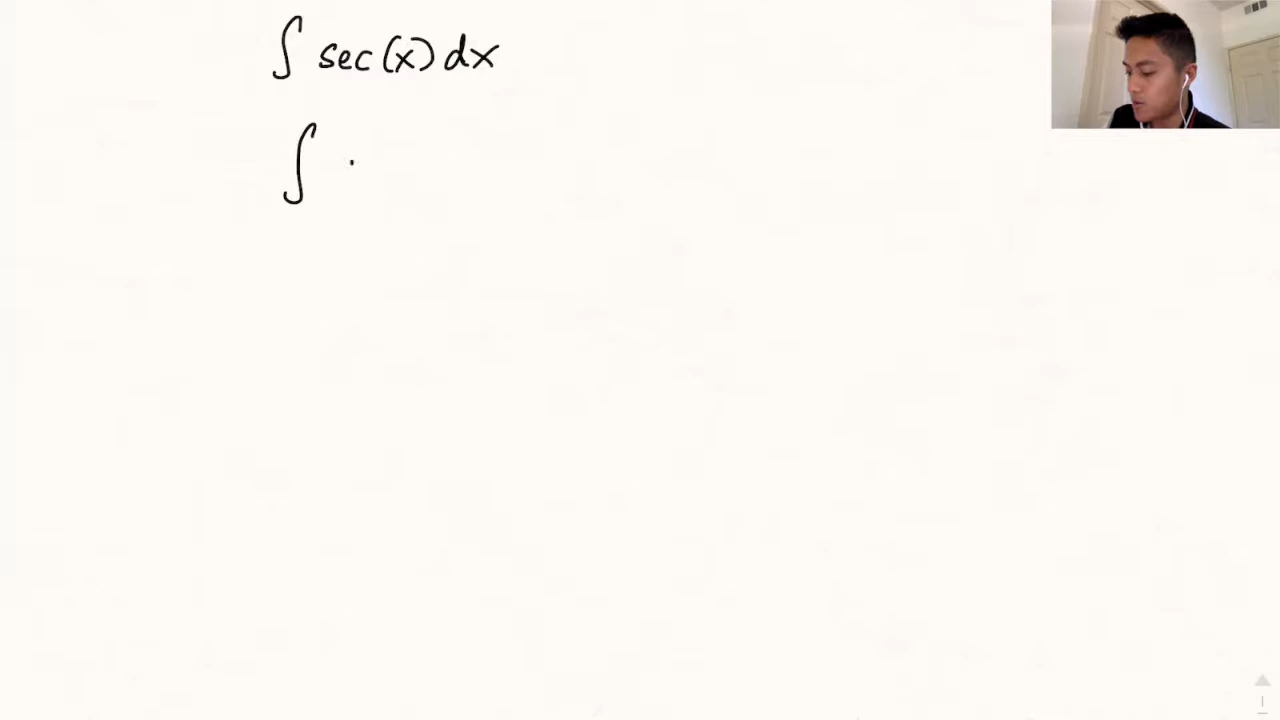 ∫ sec(x) dx
∫ .